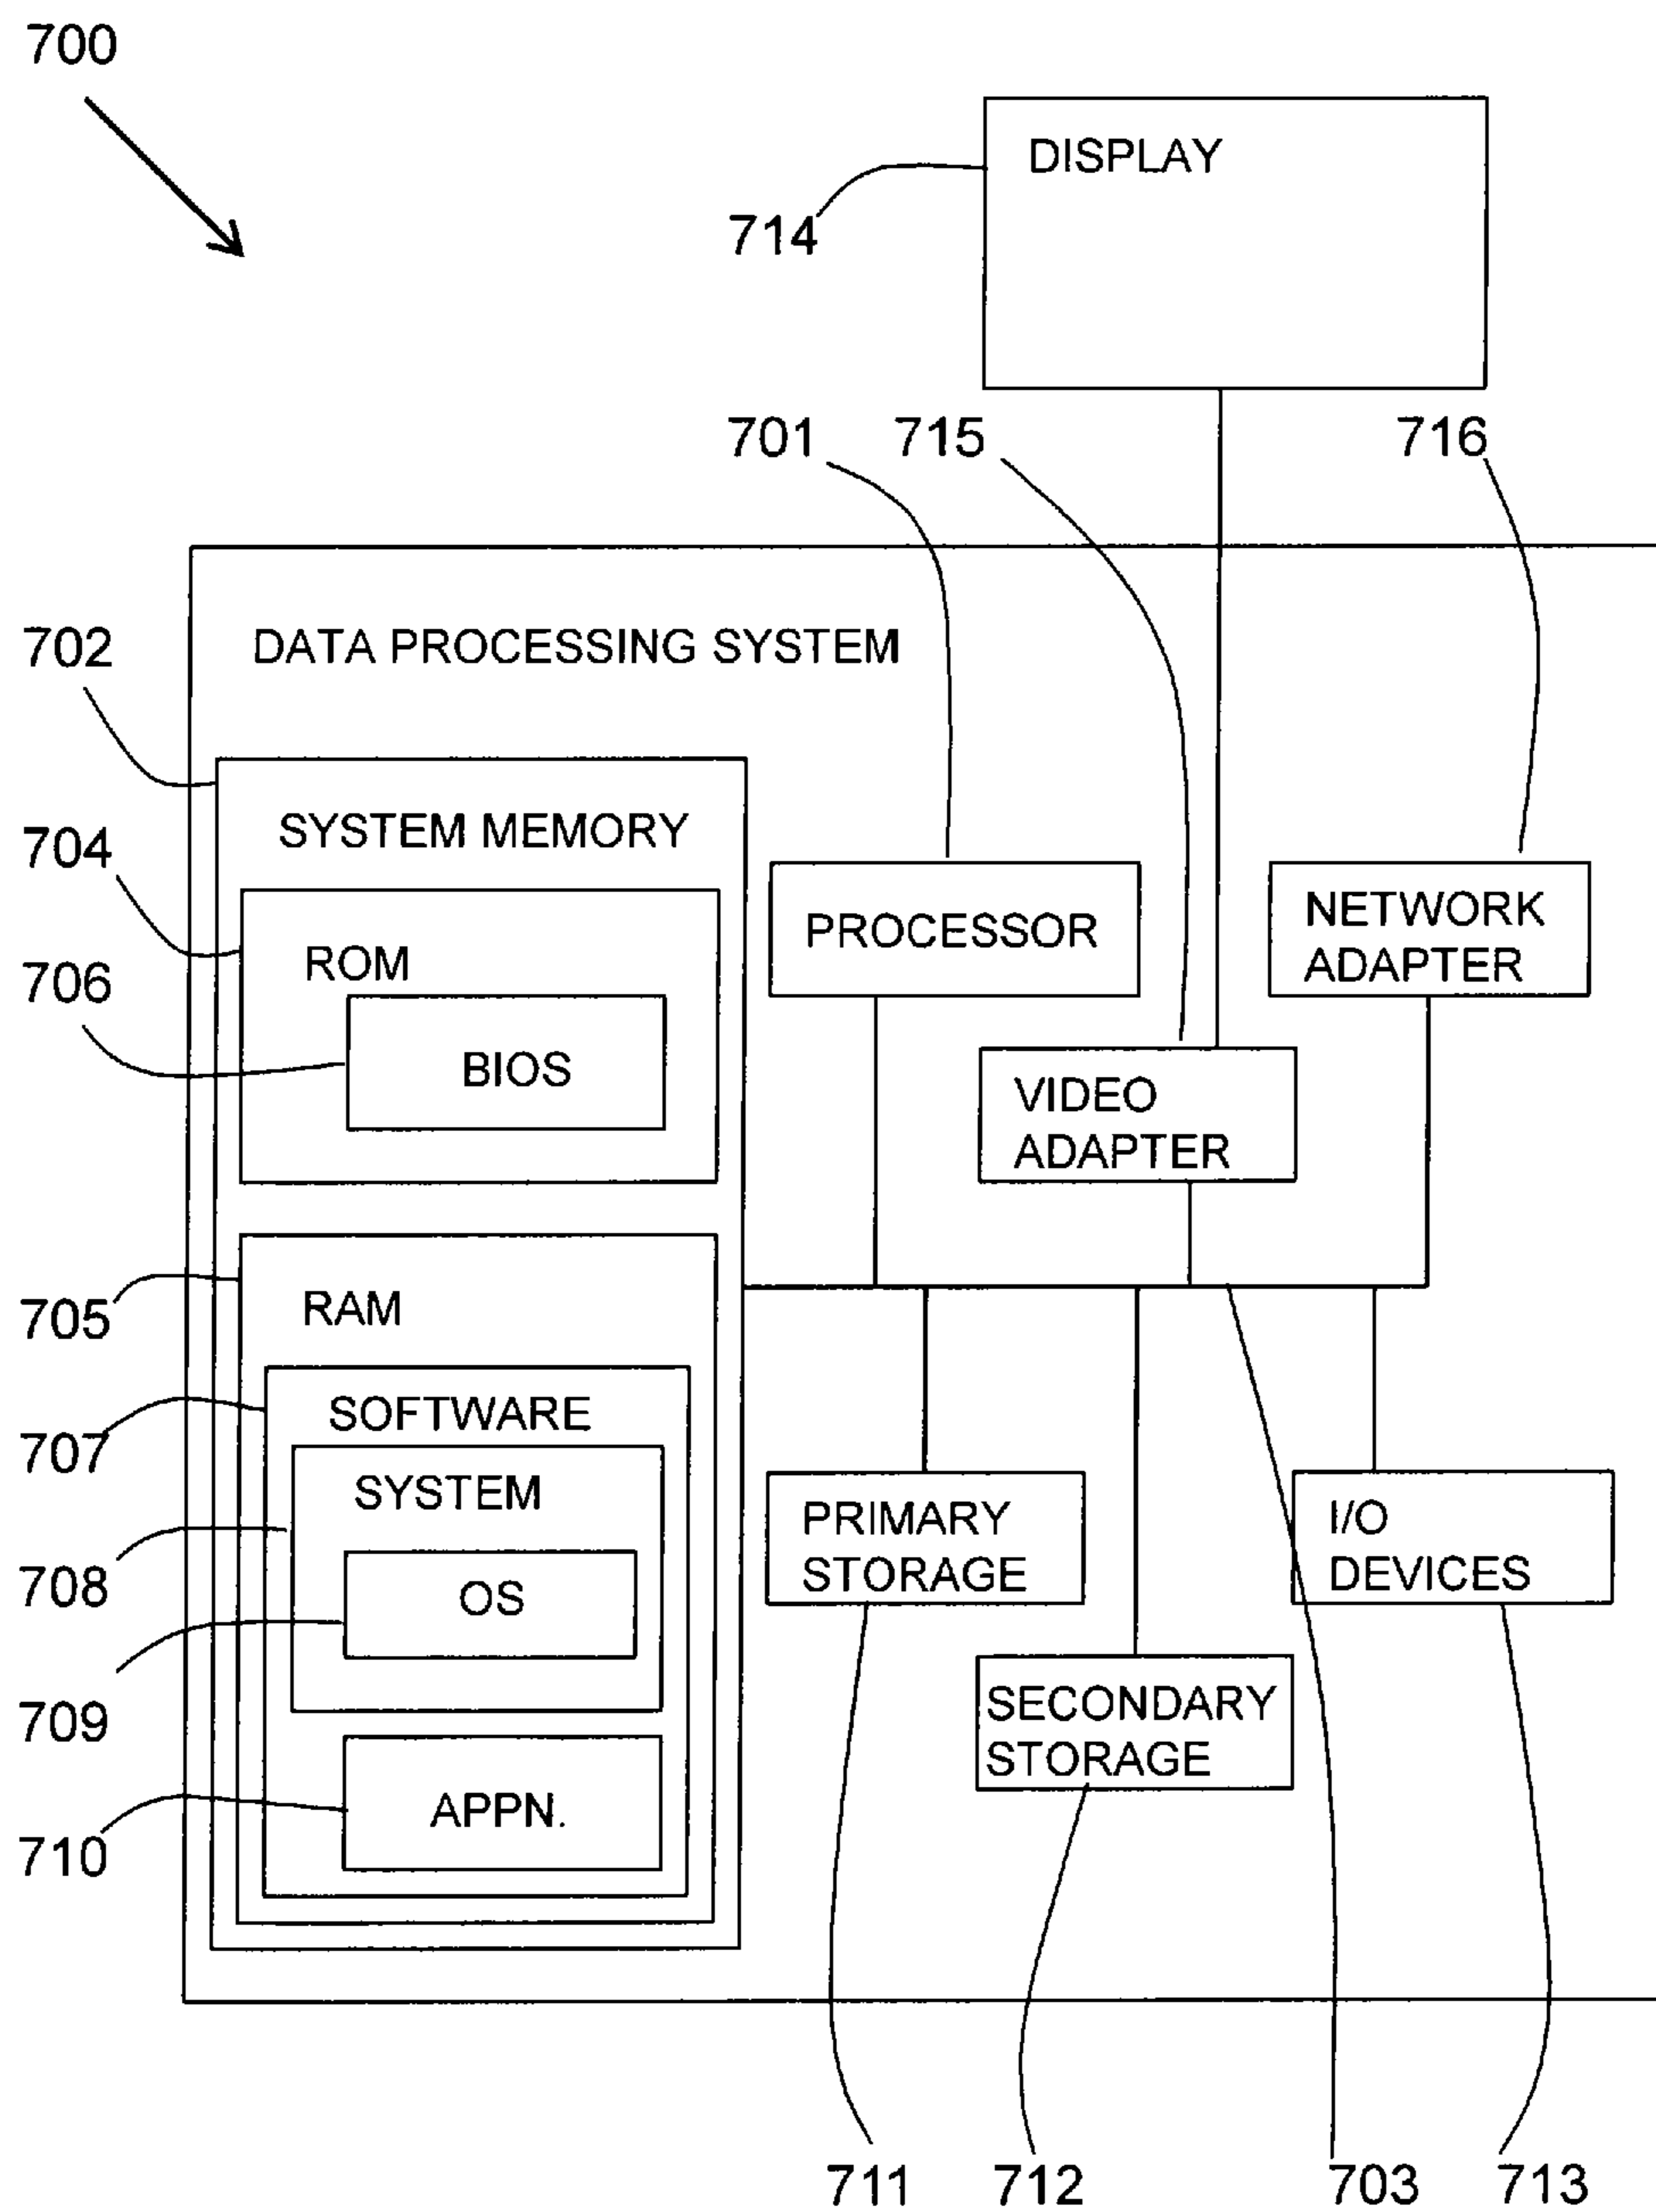 700
DISPLAY
714
701
715
716
702
DATA PROCESSING SYSTEM
SYSTEM MEMORY
704
ROM
PROCESSOR
NETWORK
ADAPTER
706
BIOS
VIDEO
ADAPTER
705
RAM
707
SOFTWARE
SYSTEM
708
OS
PRIMARY
STORAGE
I/O
DEVICES
709
SECONDARY
STORAGE
710
APPN.
711
712
703
713